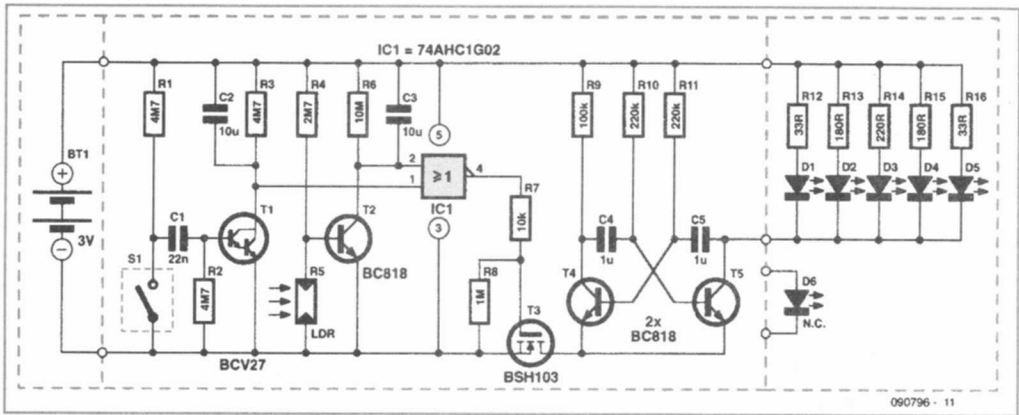 IC1 = 74AHC1G02
R1
4M7
C2
10u
R3
4M7
R4
2M7
R6
10M
C3
10u
5
R9
100k
R10
220k
R11
220k
R12
33R
R13
180R
R14
220R
R15
180R
R16
33R
BT1
+
3V
−
D1
D2
D3
D4
D5
2
1
≥1
4
IC1
3
R7
10k
C1
22n
T1
T2
BC818
S1
R2
4M7
R5
LDR
R8
1M
T3
C4
1u
C5
1u
T4
T5
2x
BC818
D6
N.C.
BCV27
BSH103
090796 - 11